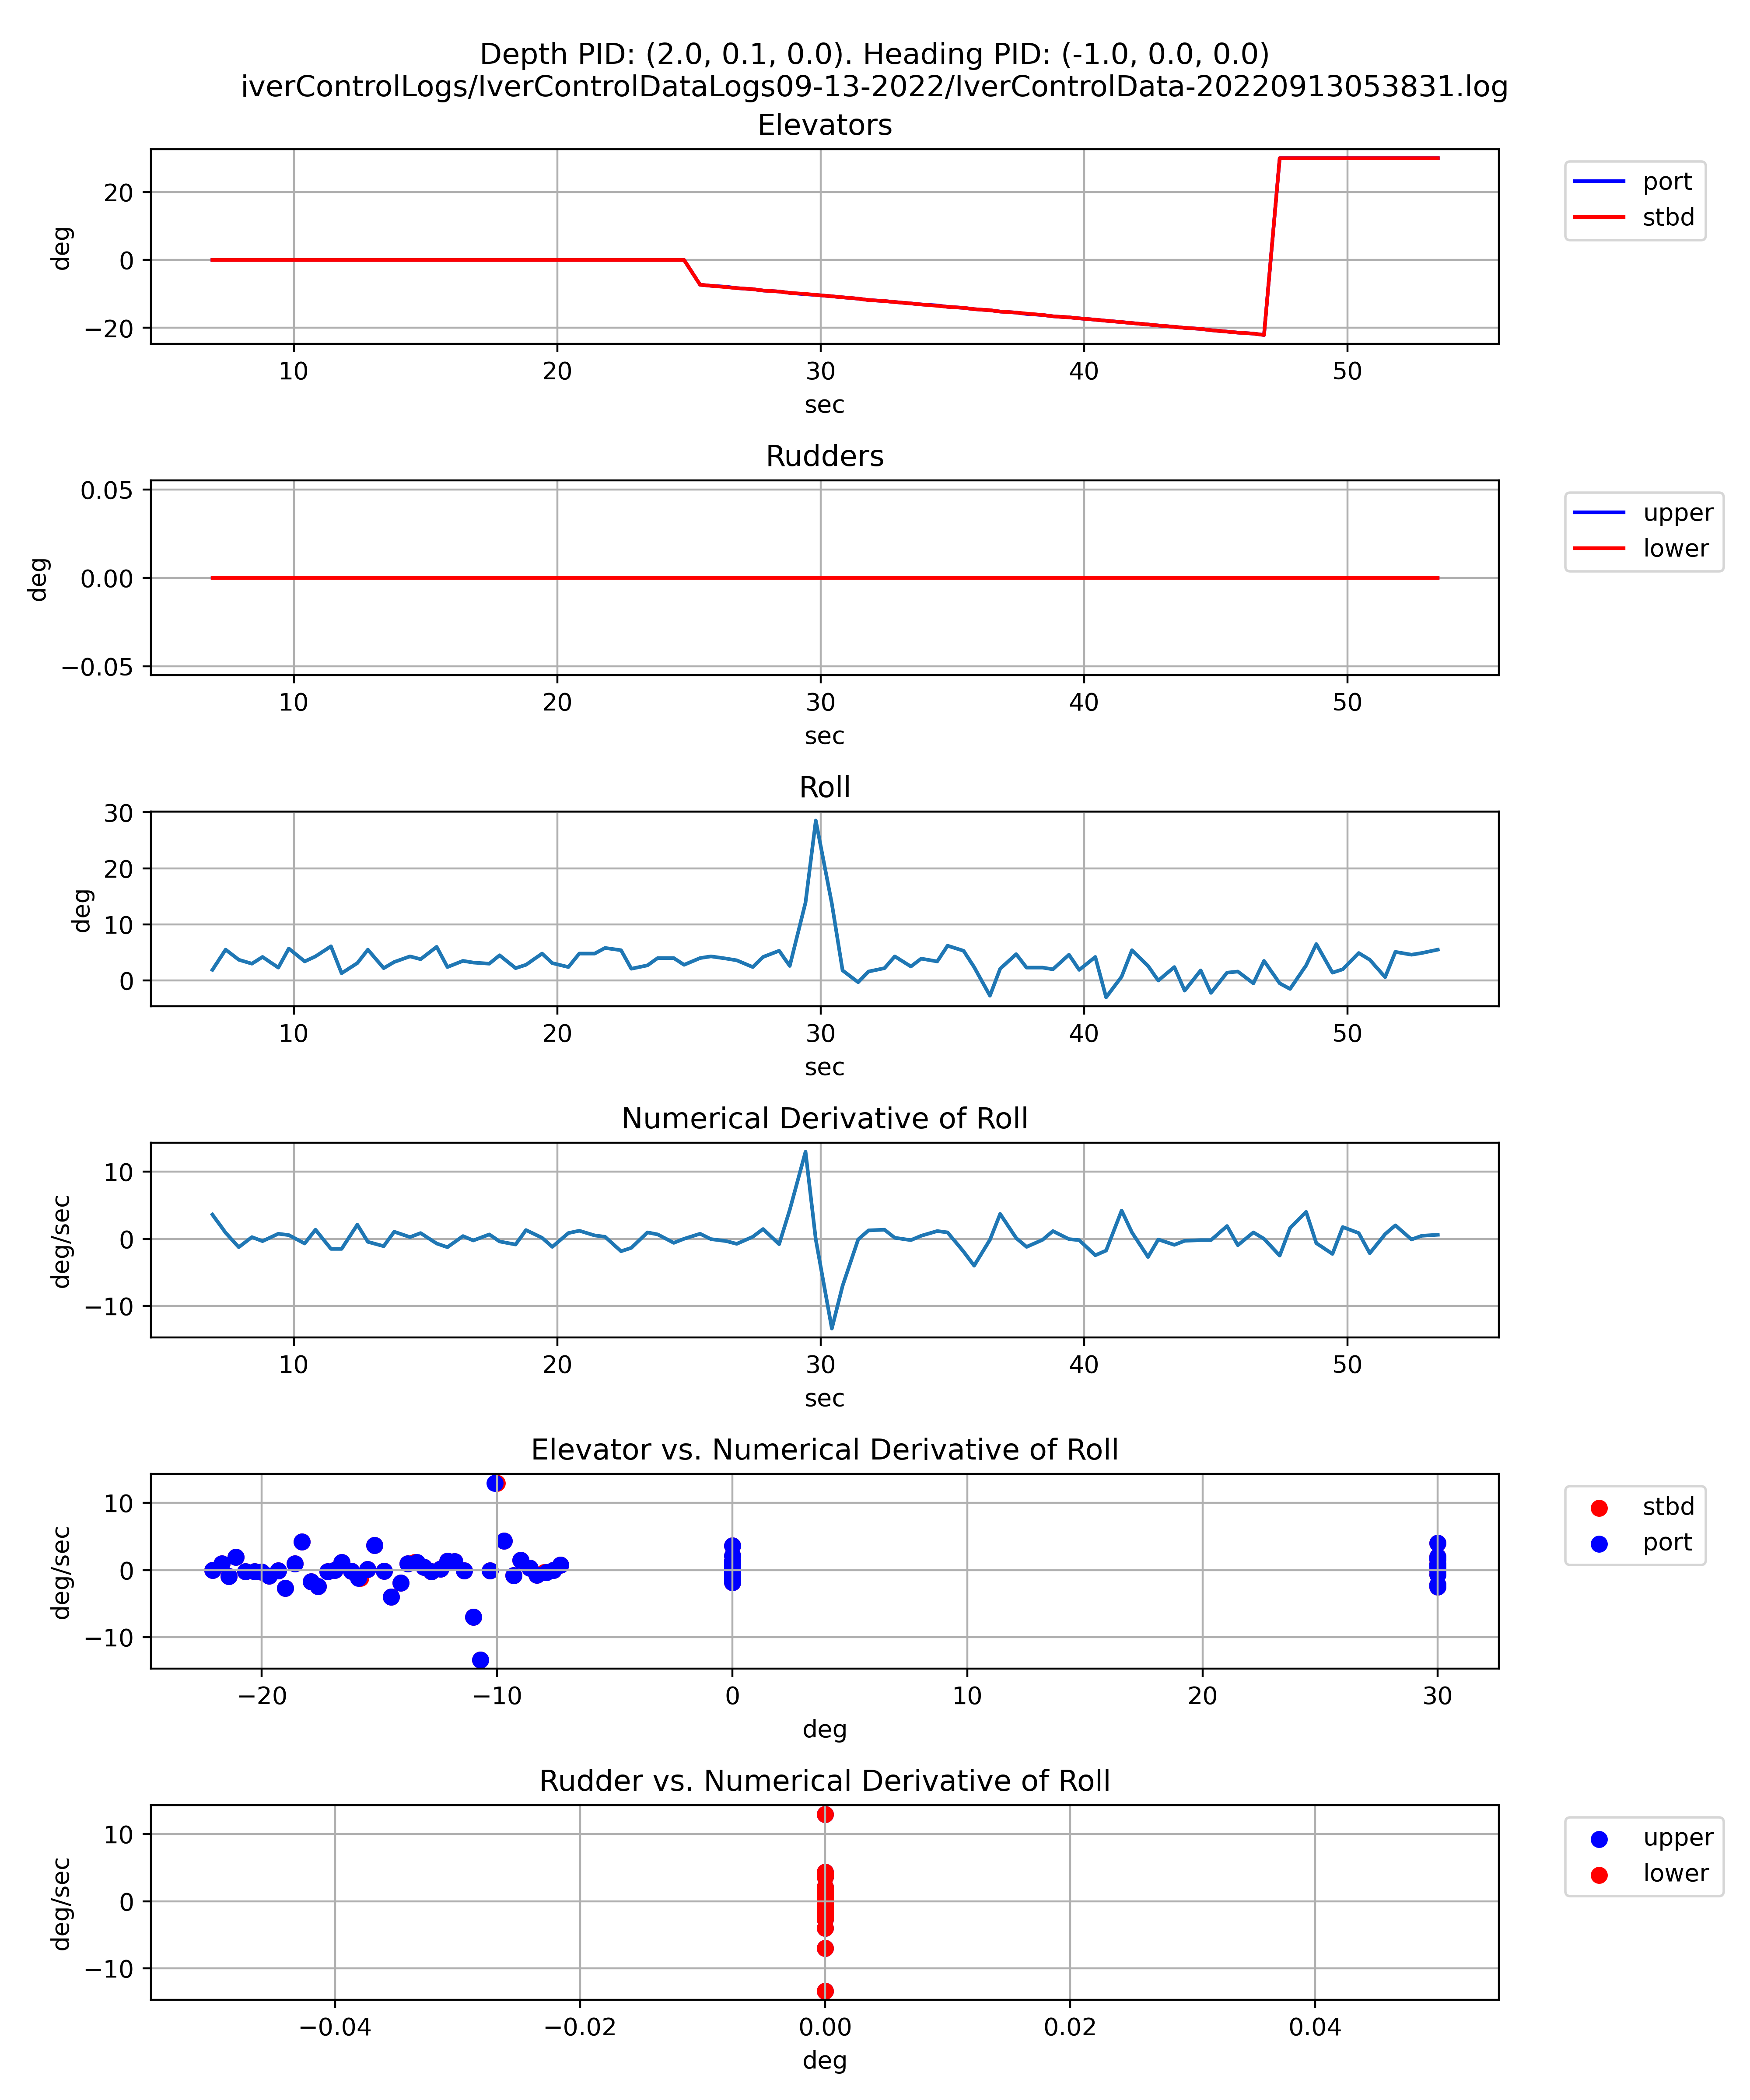 Depth PID: (2.0, 0.1, 0.0). Heading PID: (-1.0, 0.0, 0.0)
iverControlLogs/IverControlDataLogs09-13-2022/IverControlData-20220913053831.log
Elevators
20
0
−20
deg
10 20 30 40 50
sec
port
stbd
Rudders
0.05
0.00
−0.05
deg
10 20 30 40 50
sec
upper
lower
Roll
30
20
10
0
deg
10 20 30 40 50
sec
Numerical Derivative of Roll
10
0
−10
deg/sec
10 20 30 40 50
sec
Elevator vs. Numerical Derivative of Roll
10
0
−10
deg/sec
−20 −10 0 10 20 30
deg
stbd
port
Rudder vs. Numerical Derivative of Roll
10
0
−10
deg/sec
−0.04 −0.02 0.00 0.02 0.04
deg
upper
lower